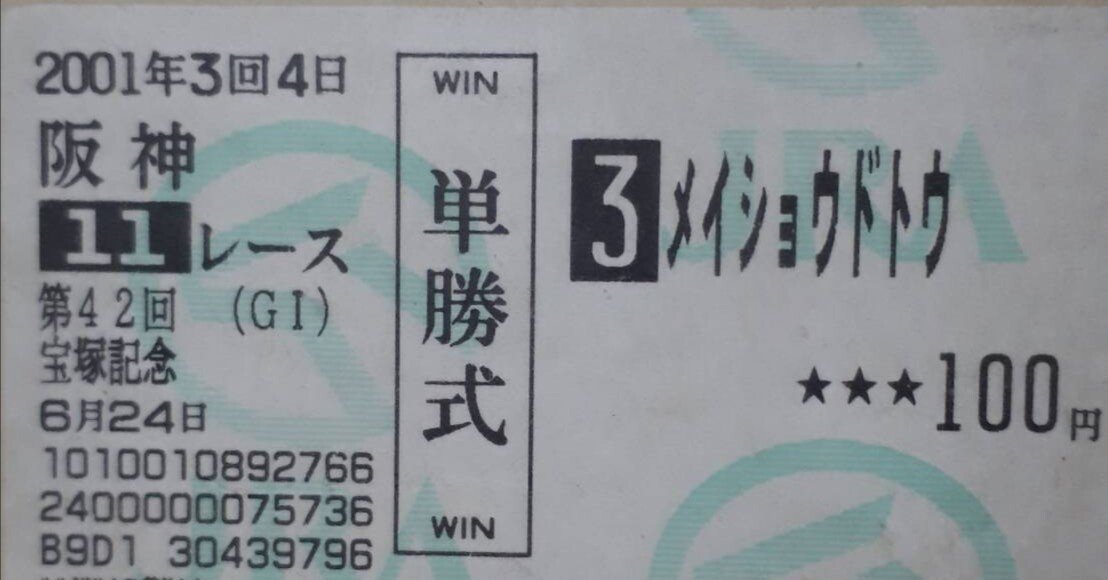 2001年3回4日
阪神
11レース
第42回 (GI)
宝塚記念
6月24日
1010010892766
2400000075736
B9D1 30439796
WIN
単勝式
WIN
3 メイショウドトウ
★★★100円
JRA